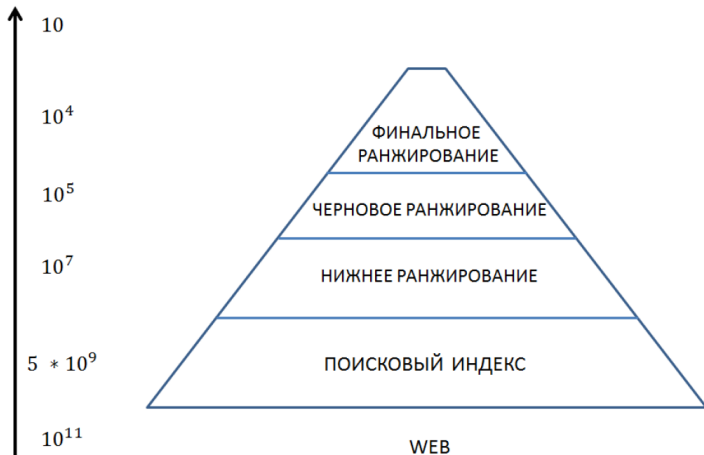 10
10⁴
ФИНАЛЬНОЕ
РАНЖИРОВАНИЕ
10⁵
ЧЕРНОВОЕ РАНЖИРОВАНИЕ
10⁷
НИЖНЕЕ РАНЖИРОВАНИЕ
5 * 10⁹
ПОИСКОВЫЙ ИНДЕКС
10¹¹
WEB